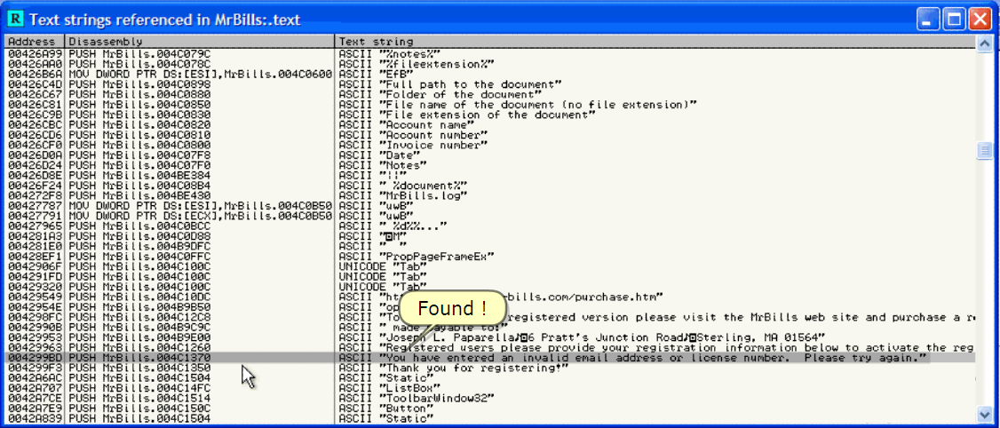 R Text strings referenced in MrBills:.text
Address Disassembly Text string
00426A99 PUSH MrBills.004C079C ASCII "%notes%"
00426AA0 PUSH MrBills.004C078C ASCII "%fileextension%"
00426B6A MOV DWORD PTR DS:[ESI],MrBills.004C0600 ASCII "EfB"
00426C4D PUSH MrBills.004C0898 ASCII "Full path to the document"
00426C67 PUSH MrBills.004C0880 ASCII "Folder of the document"
00426C81 PUSH MrBills.004C0850 ASCII "File name of the document (no file extension)"
00426C9B PUSH MrBills.004C0830 ASCII "File extension of the document"
00426CBC PUSH MrBills.004C0820 ASCII "Account name"
00426CD6 PUSH MrBills.004C0810 ASCII "Account number"
00426CF0 PUSH MrBills.004C0800 ASCII "Invoice number"
00426D0A PUSH MrBills.004C07F8 ASCII "Date"
00426D24 PUSH MrBills.004C07F0 ASCII "Notes"
00426D8E PUSH MrBills.004BE384 ASCII "||"
00426F24 PUSH MrBills.004C08B4 ASCII " %document%"
004272F8 PUSH MrBills.004BE430 ASCII "MrBills.log"
00427787 MOV DWORD PTR DS:[ESI],MrBills.004C0B50 ASCII "uwB"
00427791 MOV DWORD PTR DS:[ECX],MrBills.004C0B50 ASCII "uwB"
00427965 PUSH MrBills.004C0BCC ASCII " %d%%..."
004281A3 PUSH MrBills.004C0D88 ASCII "◘M"
004281E0 PUSH MrBills.004B9DFC ASCII "  "
00428EF1 PUSH MrBills.004C0FFC ASCII "PropPageFrameEx"
0042906F PUSH MrBills.004C100C UNICODE "Tab"
004291FD PUSH MrBills.004C100C UNICODE "Tab"
00429320 PUSH MrBills.004C100C UNICODE "Tab"
00429549 PUSH MrBills.004C10DC ASCII "ht bills.com/purchase.htm"
0042954E PUSH MrBills.004B9B50 ASCII "op
Found !
004298FC PUSH MrBills.004C12C8 ASCII "To registered version please visit the MrBills web site and purchase a re
0042990B PUSH MrBills.004B9C9C ASCII " made payable to:"
00429953 PUSH MrBills.004B9E00 ASCII "Joseph L. Paparella♪◙6 Pratt's Junction Road♪◙Sterling, MA 01564"
00429963 PUSH MrBills.004C1260 ASCII "Registered users please provide your registration information below to activate the reg
004299BD PUSH MrBills.004C1370 ASCII "You have entered an invalid email address or license number.  Please try again."
004299F3 PUSH MrBills.004C1350 ASCII "Thank you for registering!"
0042A6AC PUSH MrBills.004C1504 ASCII "Static"
0042A707 PUSH MrBills.004C14FC ASCII "ListBox"
0042A7CE PUSH MrBills.004C1514 ASCII "ToolbarWindow32"
0042A7E9 PUSH MrBills.004C150C ASCII "Button"
0042A839 PUSH MrBills.004C1504 ASCII "Static"